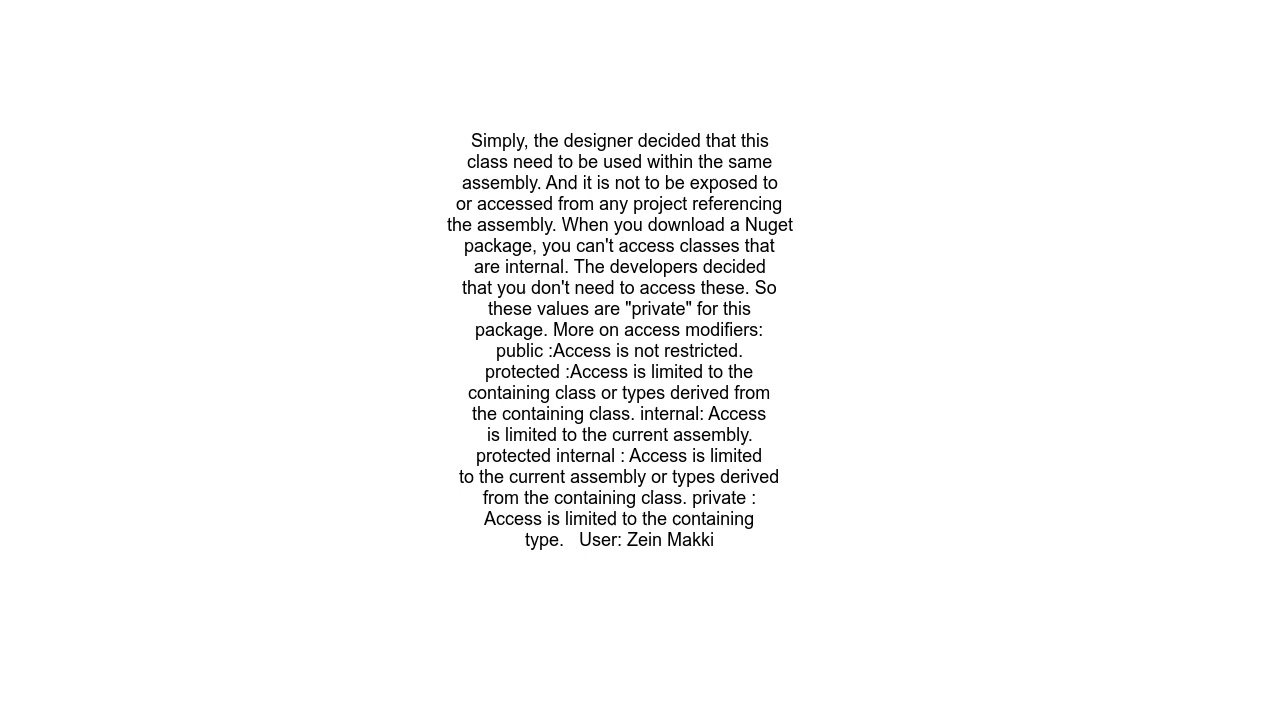 Simply, the designer decided that this
class need to be used within the same
assembly. And it is not to be exposed to
or accessed from any project referencing
the assembly. When you download a Nuget
package, you can't access classes that
are internal. The developers decided
that you don't need to access these. So
these values are "private" for this
package. More on access modifiers:
public :Access is not restricted.
protected :Access is limited to the
containing class or types derived from
the containing class. internal: Access
is limited to the current assembly.
protected internal : Access is limited
to the current assembly or types derived
from the containing class. private :
Access is limited to the containing
type.   User: Zein Makki